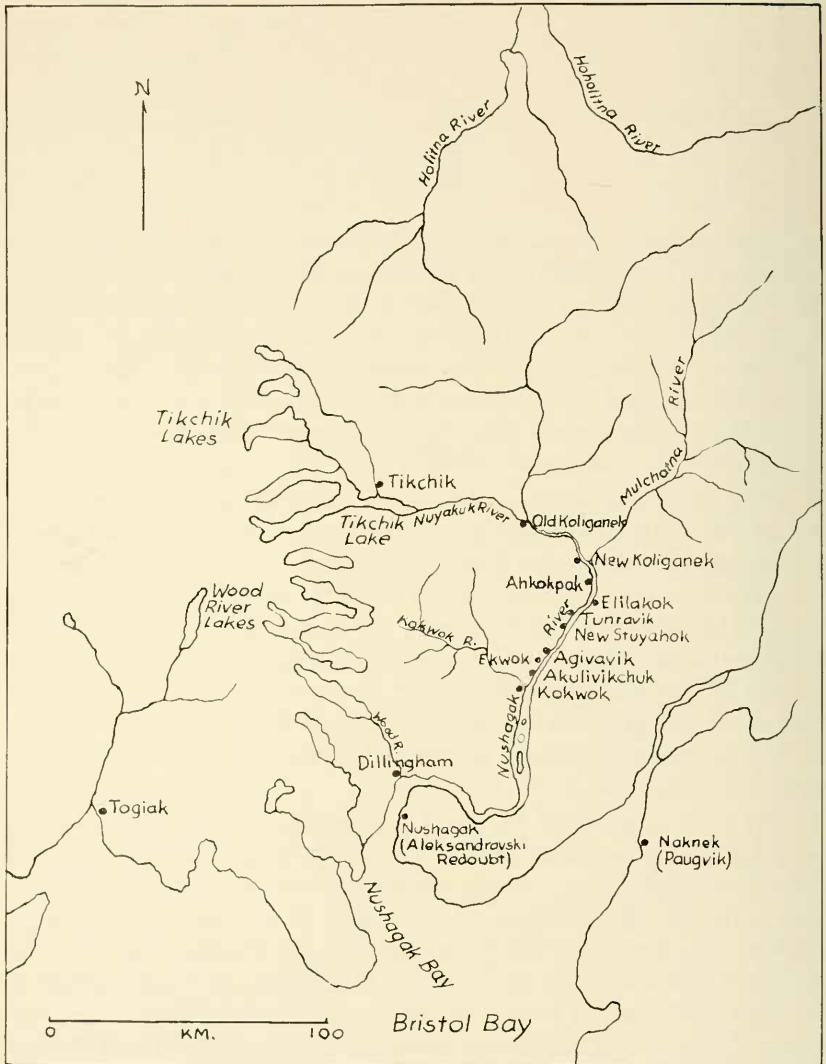 N
Holitna River
Hoholitna River
Tikchik
Lakes
River
Mulchatna
Tikchik
Tikchik
Lake
Nuyakuk River
Old Koliganek
New Koliganek
Ahkokpak
Elilakok
River
Tunravik
New Stuyahok
Wood
River
Lakes
Kokwok R.
Ekwok
Agivavik
Akulivikchuk
Kokwok
Nushagak
Wood R.
Dillingham
Togiak
Nushagak
(Aleksandrovski
Redoubt)
Naknek
(Paugvik)
Nushagak Bay
0 KM. 100
Bristol Bay